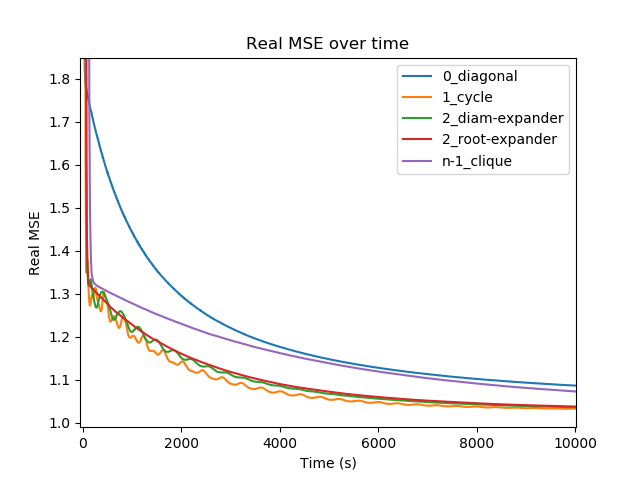 Real MSE over time
Real MSE
1.8
1.7
1.6
1.5
1.4
1.3
1.2
1.1
1.0
0_diagonal
1_cycle
2_diam-expander
2_root-expander
n-1_clique
0
2000
4000
6000
8000
10000
Time (s)